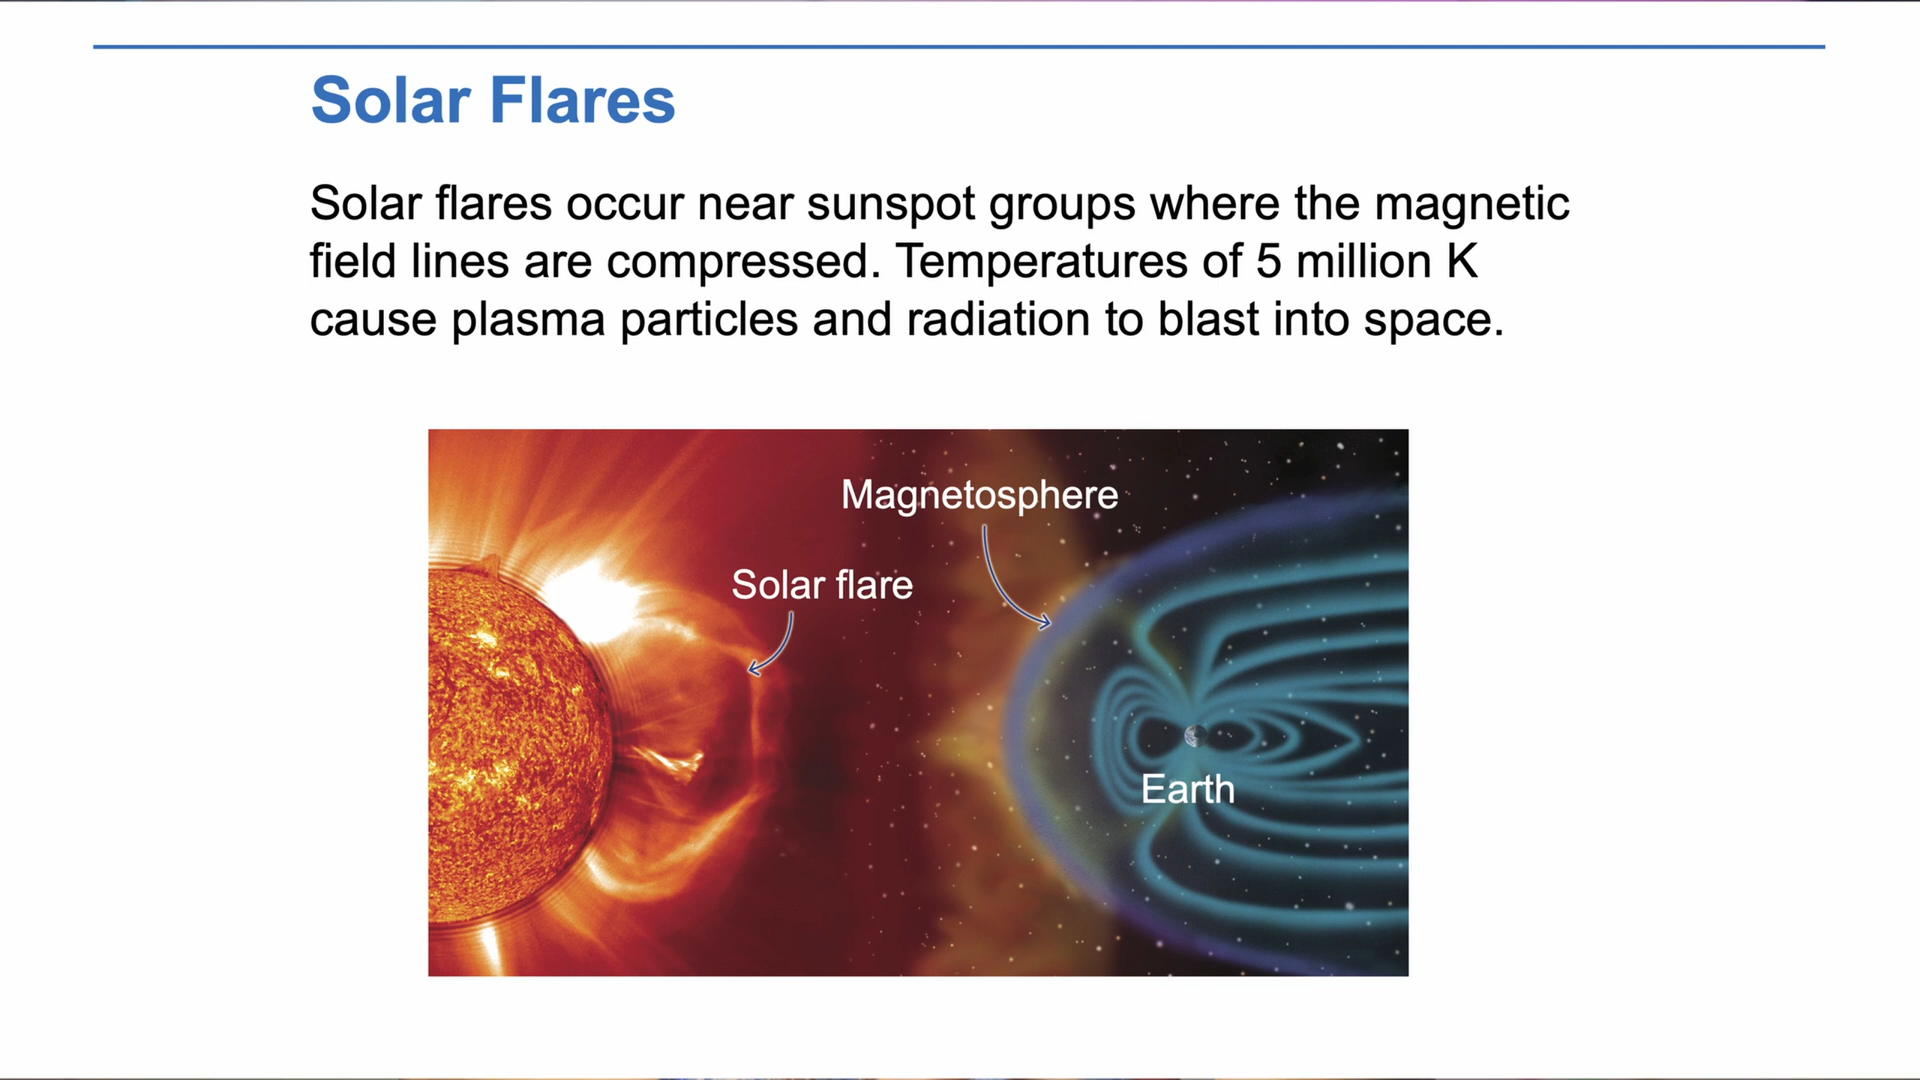 Solar Flares
Solar flares occur near sunspot groups where the magnetic
field lines are compressed. Temperatures of 5 million K
cause plasma particles and radiation to blast into space.
Magnetosphere
Solar flare
Earth